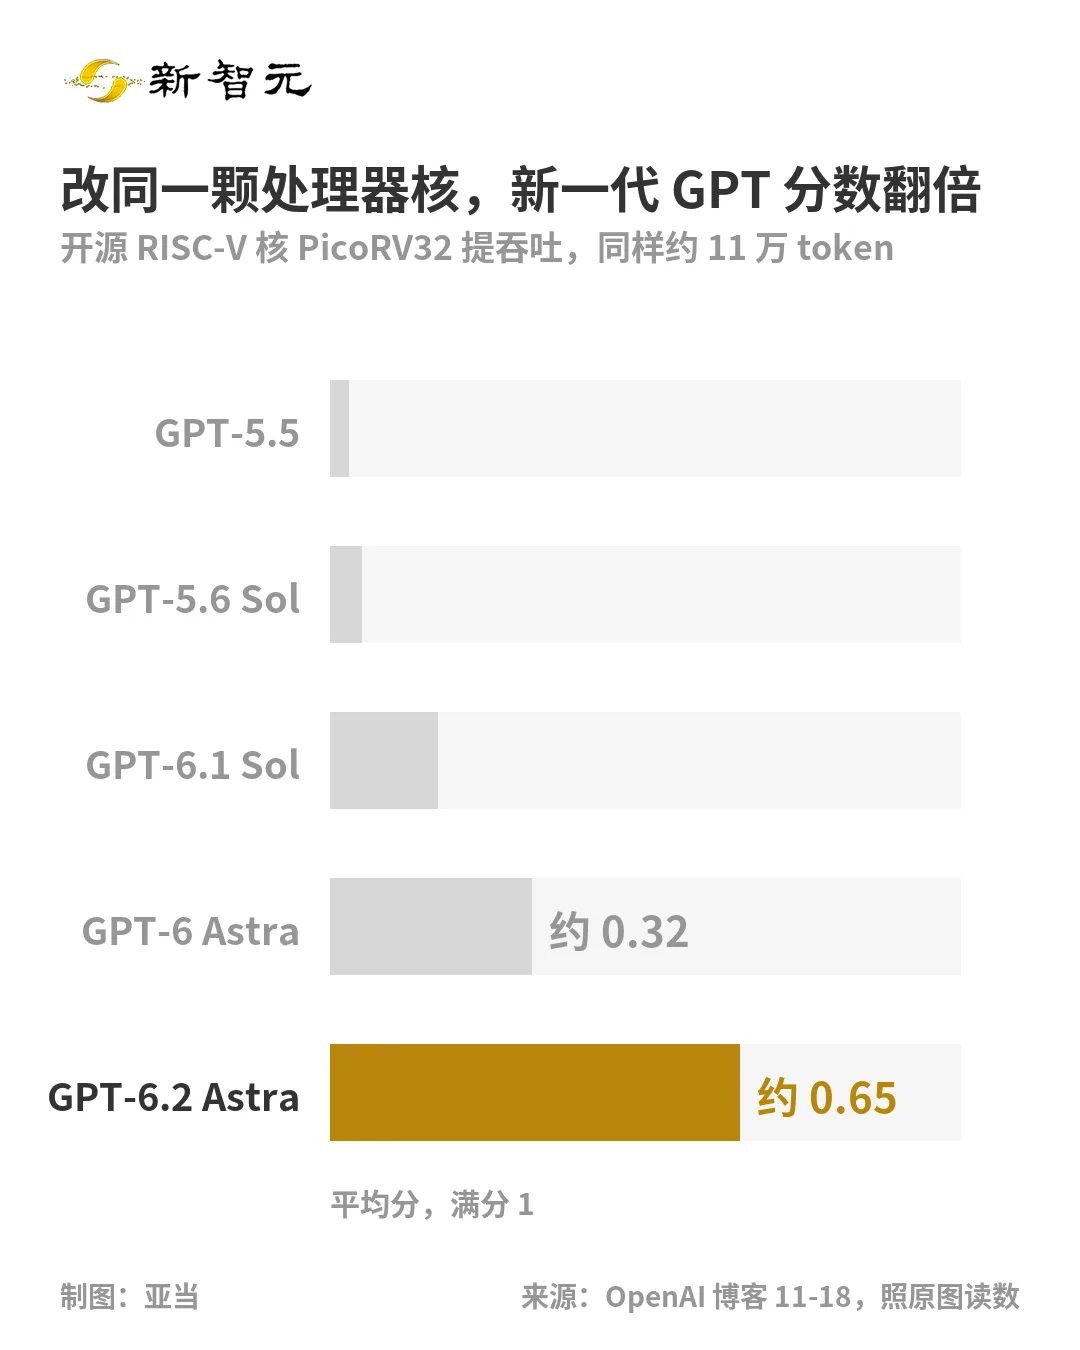 新智元
改同一颗处理器核，新一代 GPT 分数翻倍
开源 RISC-V 核 PicoRV32 提吞吐，同样约 11 万 token
GPT-5.5
GPT-5.6 Sol
GPT-6.1 Sol
GPT-6 Astra
约 0.32
GPT-6.2 Astra
约 0.65
平均分，满分 1
制图：亚当
来源：OpenAI 博客 11-18，照原图读数